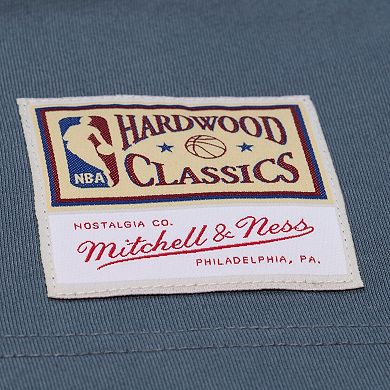 HARDWOOD
NBA
CLASSICS
NOSTALGIA CO.
Mitchell & Ness
PHILADELPHIA, PA.